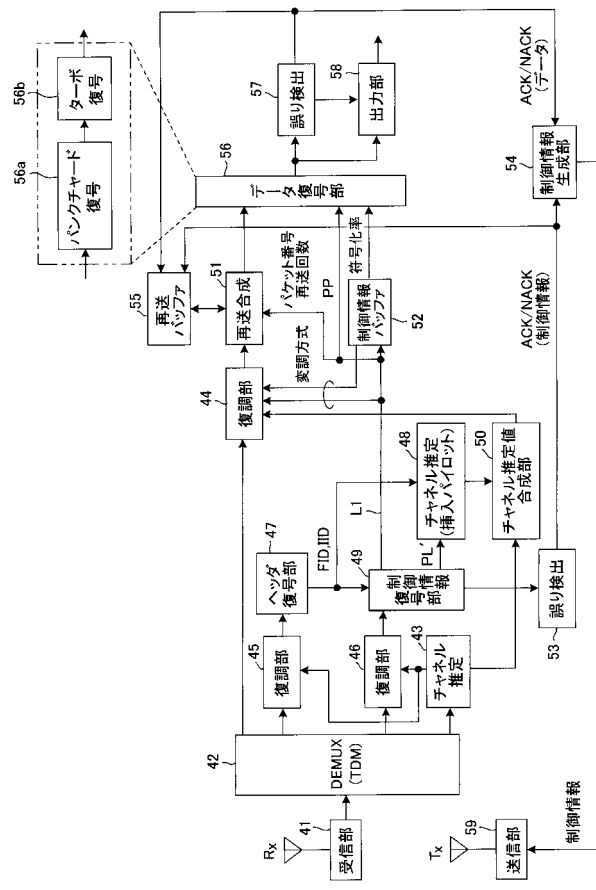 56a
パンクチャード
復号
56b
ターボ
復号
55
再送
バッファ
51
再送合成
パケット番号
再送回数
PP
56
データ復号部
57
誤り検出
58
出力部
符号化率
制御情報
バッファ
52
変調方式
44
復調部
ACK/NACK
(データ)
54
制御情報
生成部
ACK/NACK
(制御情報)
47
ヘッダ
復号部
FID,IID
48
チャネル推定
(挿入パイロット)
L1
PL'
49
制御情報
復号部
50
チャネル推定値
合成部
45
復調部
46
復調部
43
チャネル
推定
誤り検出
53
42
DEMUX
(TDM)
Rx
41
受信部
Tx
59
送信部
制御情報